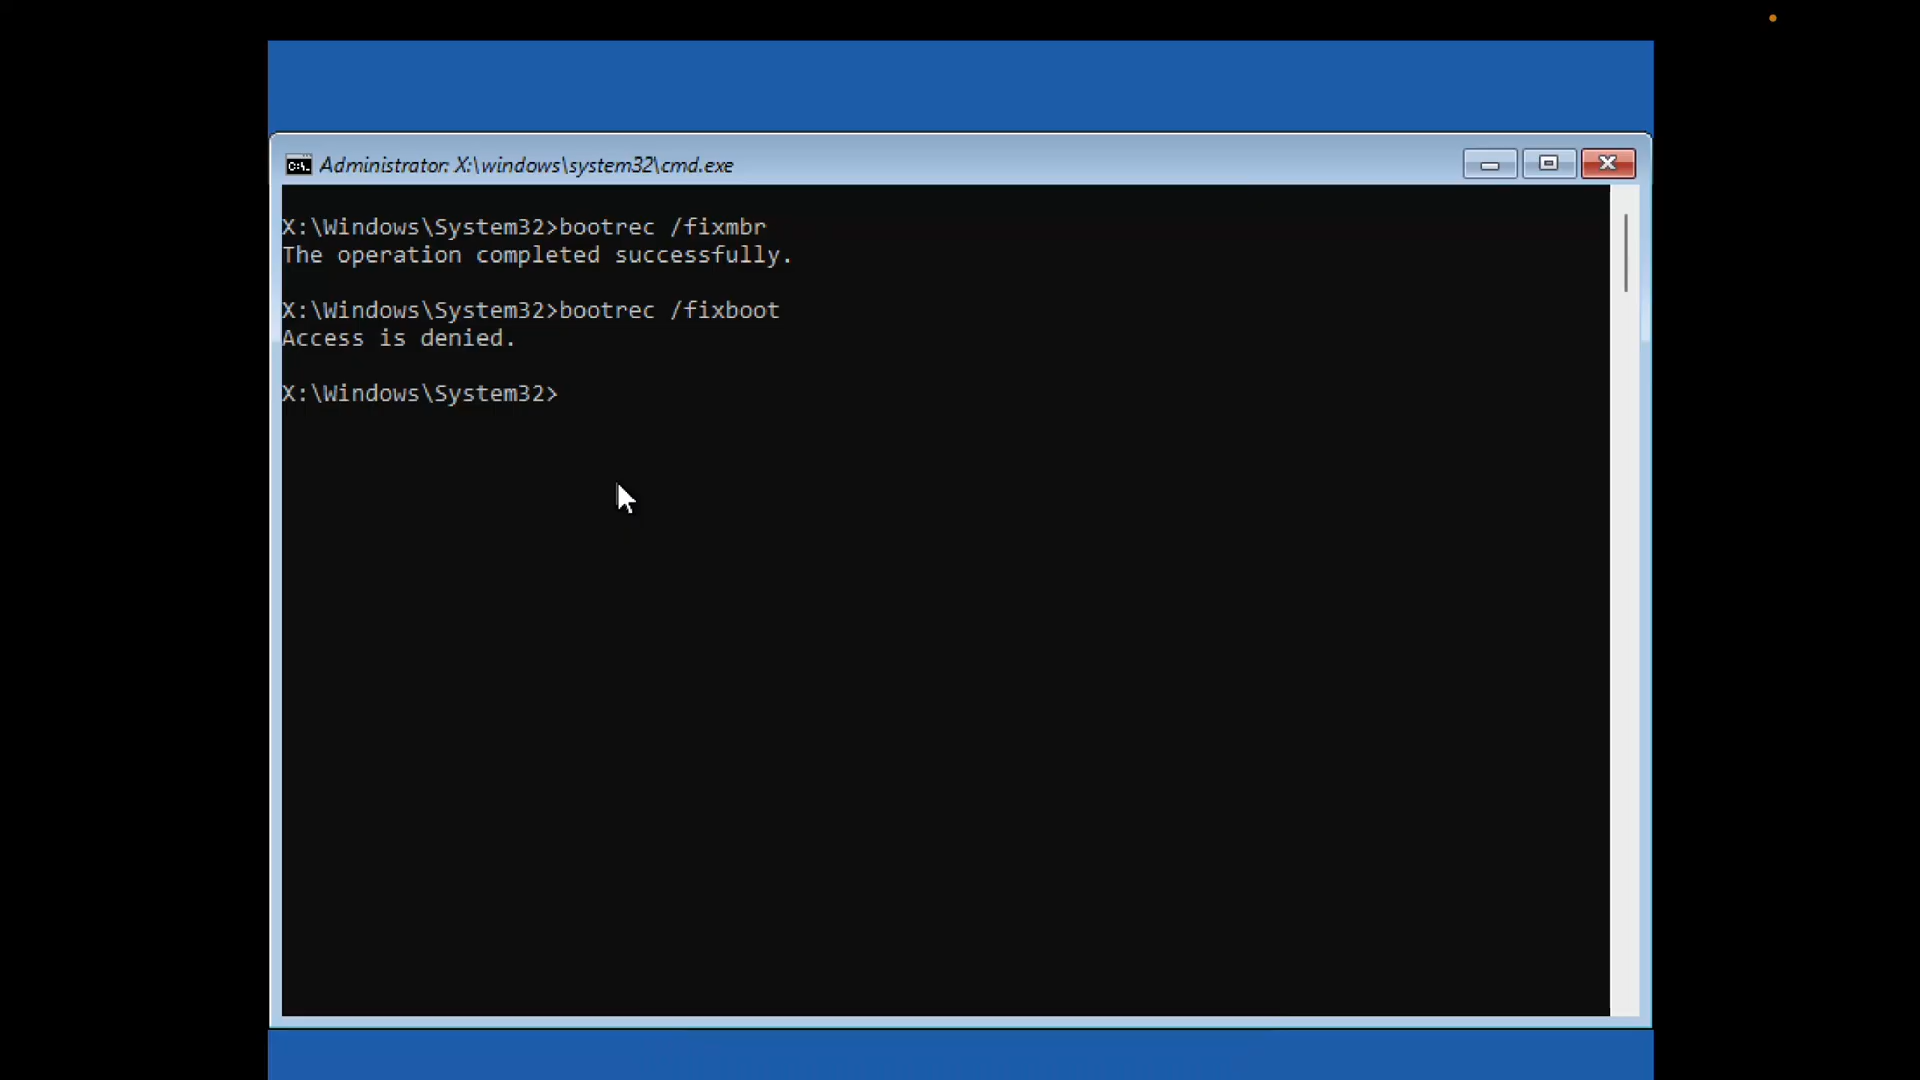 Administrator: X:\windows\system32\cmd.exe
X:\Windows\System32>bootrec /fixmbr
The operation completed successfully.
X:\Windows\System32>bootrec /fixboot
Access is denied.
X:\Windows\System32>